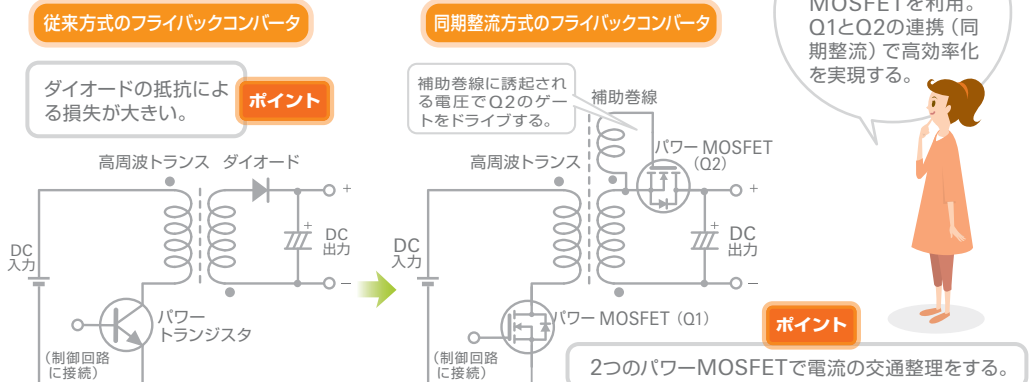 従来方式のフライバックコンバータ
ダイオードの抵抗によ
る損失が大きい。
ポイント
高周波トランス
ダイオード
+
DC
入力
+
DC
出力
−
パワー
トランジスタ
(制御回路
に接続)
同期整流方式のフライバックコンバータ
補助巻線に誘起され
る電圧でQ2のゲー
トをドライブする。
補助巻線
高周波トランス
パワー MOSFET
(Q2)
+
DC
入力
+
DC
出力
−
パワー MOSFET (Q1)
(制御回路
に接続)
MOSFETを利用。
Q1とQ2の連携(同
期整流)で高効率化
を実現する。
ポイント
2つのパワーMOSFETで電流の交通整理をする。